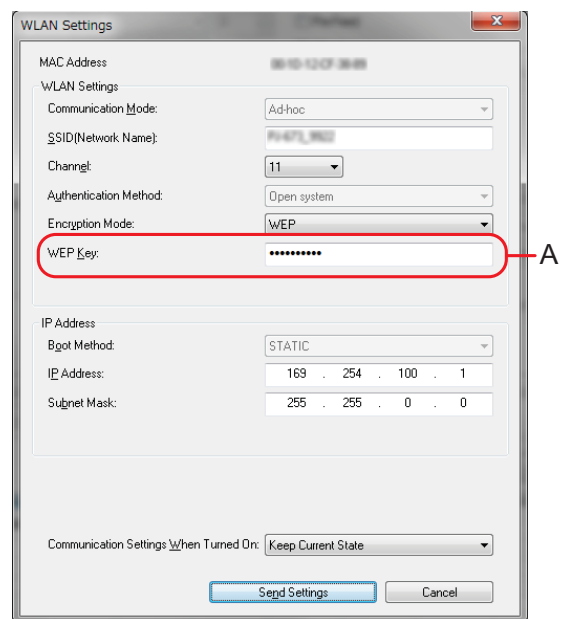 WLAN Settings
MAC Address
WLAN Settings
Communication Mode: Ad-hoc
SSID(Network Name):
Channel: 11
Authentication Method: Open system
Encryption Mode: WEP
WEP Key: ••••••••••
A
IP Address
Boot Method: STATIC
IP Address: 169 . 254 . 100 . 1
Subnet Mask: 255 . 255 . 0 . 0
Communication Settings When Turned On: Keep Current State
Send Settings Cancel